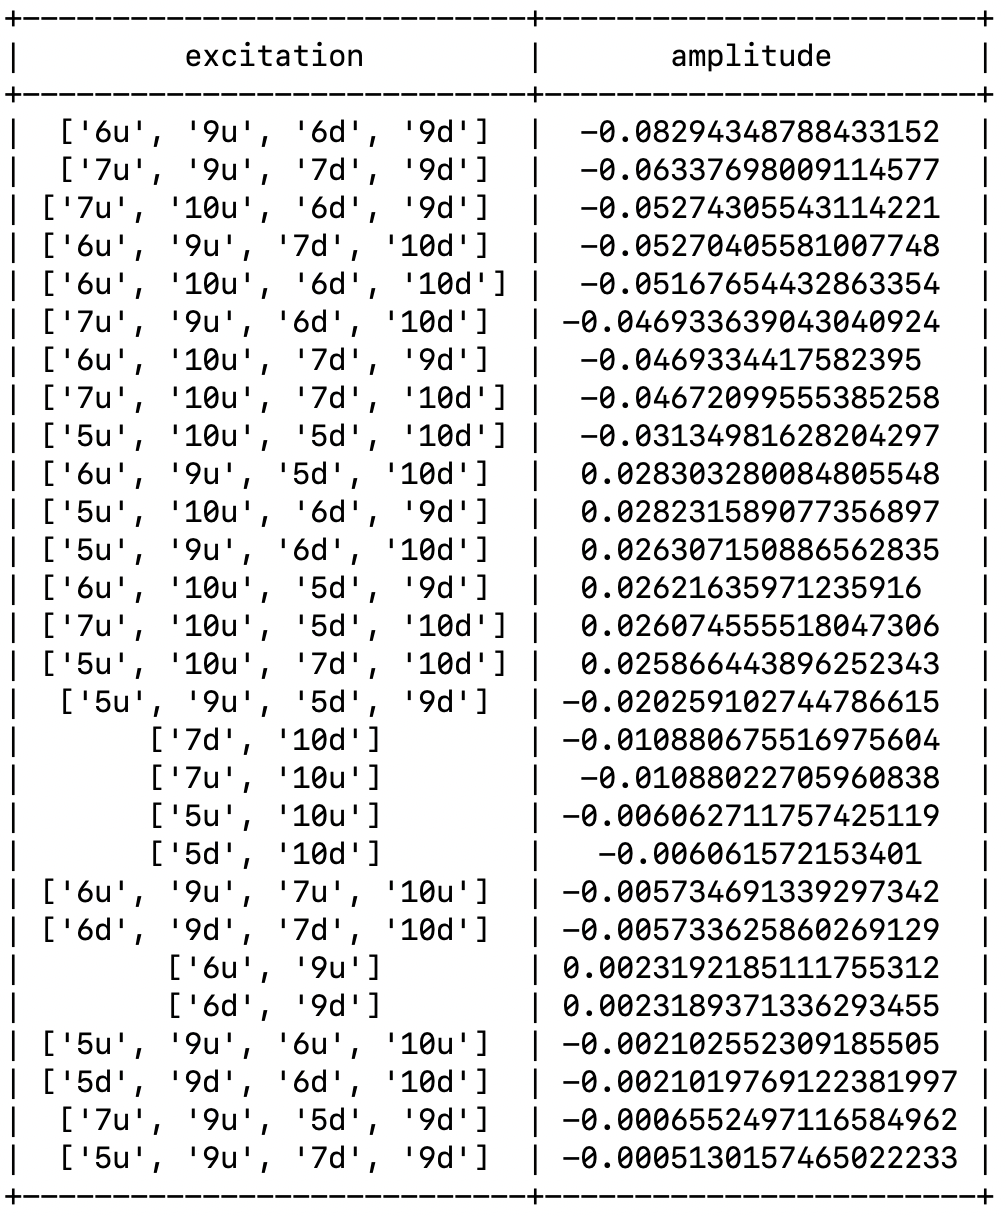 +----------------------------+------------------------+
|         excitation         |       amplitude        |
+----------------------------+------------------------+
|  ['6u', '9u', '6d', '9d']  |  -0.08294348788433152  |
|  ['7u', '9u', '7d', '9d']  |  -0.06337698009114577  |
| ['7u', '10u', '6d', '9d']  |  -0.05274305543114221  |
| ['6u', '9u', '7d', '10d']  |  -0.05270405581007748  |
| ['6u', '10u', '6d', '10d'] |  -0.05167654432863354  |
| ['7u', '9u', '6d', '10d']  | -0.046933639043040924  |
| ['6u', '10u', '7d', '9d']  |  -0.0469334417582395   |
| ['7u', '10u', '7d', '10d'] |  -0.04672099555385258  |
| ['5u', '10u', '5d', '10d'] |  -0.03134981628204297  |
| ['6u', '9u', '5d', '10d']  |  0.028303280084805548  |
| ['5u', '10u', '6d', '9d']  |  0.028231589077356897  |
| ['5u', '9u', '6d', '10d']  |  0.026307150886562835  |
| ['6u', '10u', '5d', '9d']  |  0.02621635971235916   |
| ['7u', '10u', '5d', '10d'] |  0.026074555518047306  |
| ['5u', '10u', '7d', '10d'] |  0.025866443896252343  |
|  ['5u', '9u', '5d', '9d']  | -0.020259102744786615  |
|       ['7d', '10d']        | -0.010880675516975604  |
|       ['7u', '10u']        |  -0.01088022705960838  |
|       ['5u', '10u']        | -0.006062711757425119  |
|       ['5d', '10d']        |   -0.006061572153401   |
| ['6u', '9u', '7u', '10u']  | -0.005734691339297342  |
| ['6d', '9d', '7d', '10d']  | -0.005733625860269129  |
|        ['6u', '9u']        | 0.0023192185111755312  |
|        ['6d', '9d']        | 0.0023189371336293455  |
| ['5u', '9u', '6u', '10u']  | -0.002102552309185505  |
| ['5d', '9d', '6d', '10d']  | -0.0021019769122381997 |
|  ['7u', '9u', '5d', '9d']  | -0.0006552497116584962 |
|  ['5u', '9u', '7d', '9d']  | -0.0005130157465022233 |
+----------------------------+------------------------+